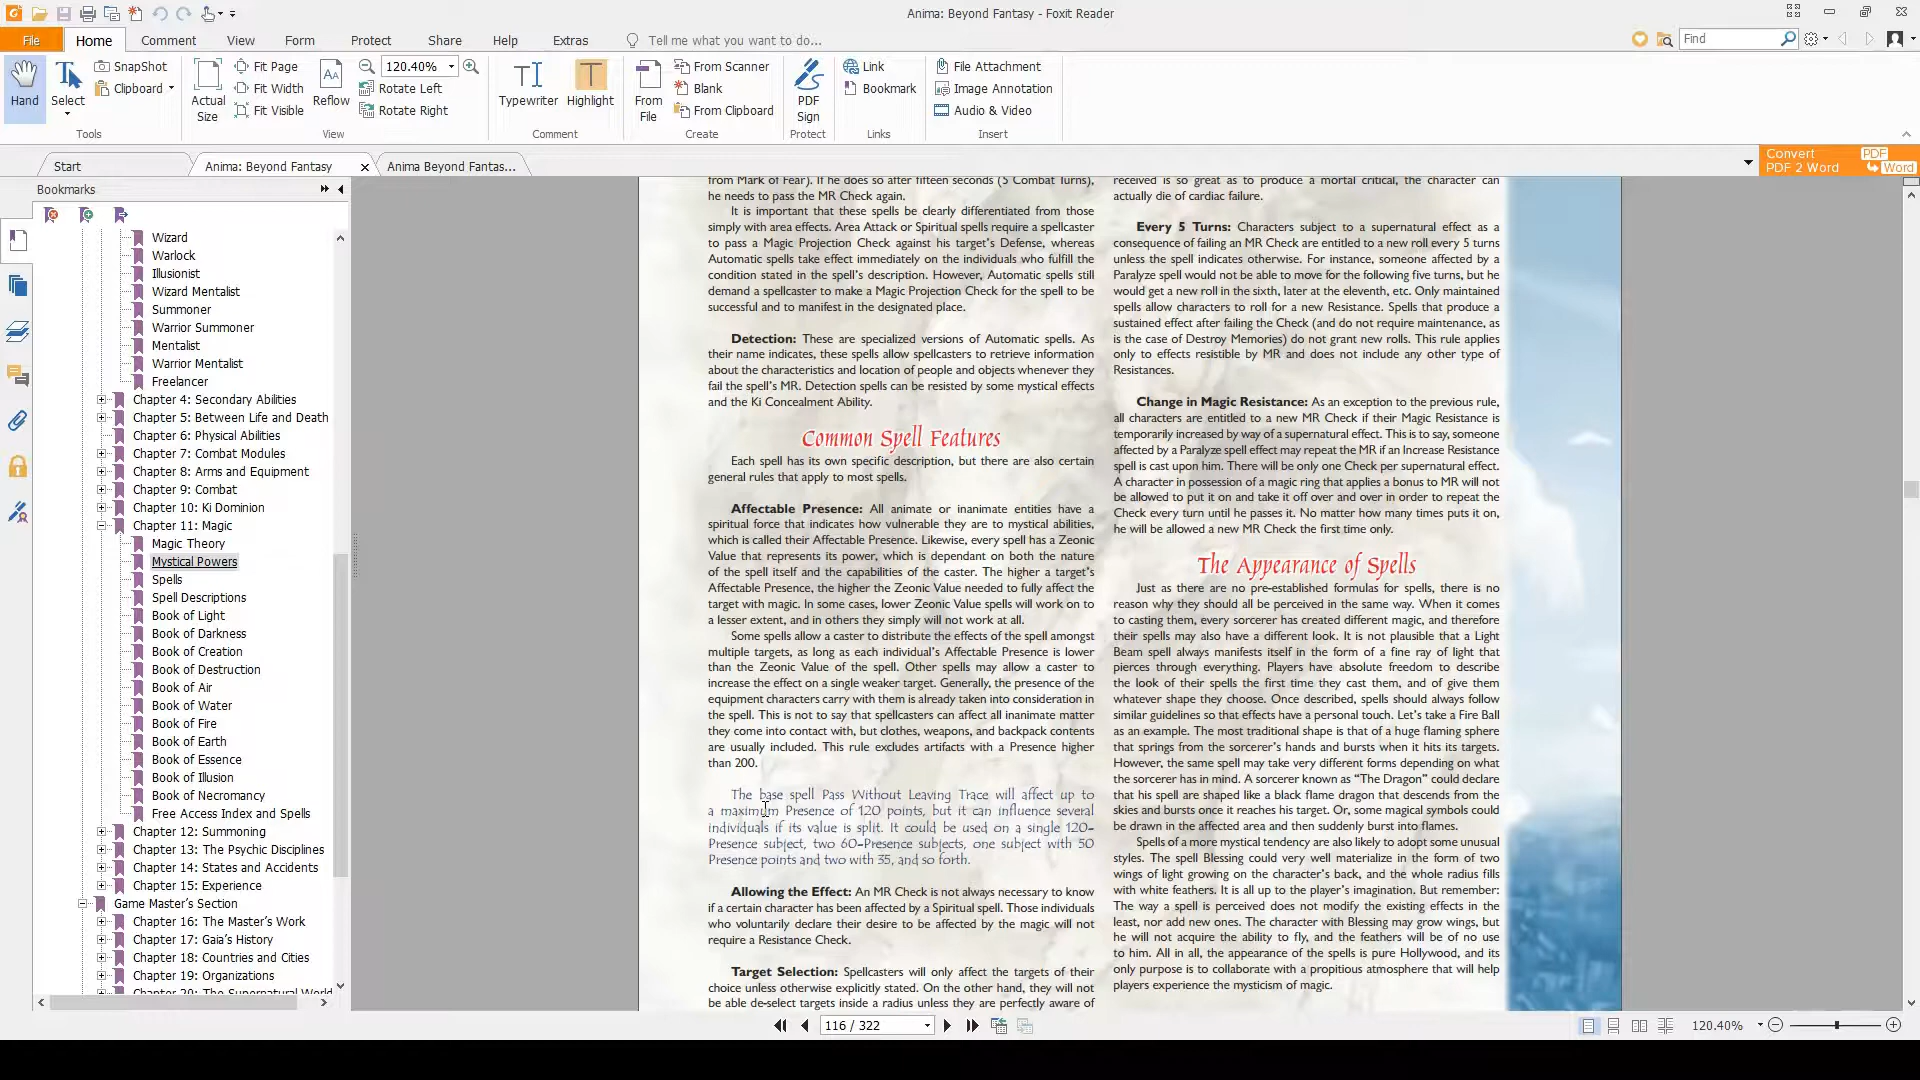 Anima: Beyond Fantasy - Foxit Reader
File Home Comment View Form Protect Share Help Extras Tell me what you want to do... Find
Hand
Select
SnapShot
Clipboard
Tools
Actual Size
Fit Page
Fit Width
Fit Visible
Reflow
120.40%
Rotate Left
Rotate Right
View
Typewriter
Highlight
Comment
From File
From Scanner
Blank
From Clipboard
Create
PDF Sign
Protect
Link
Bookmark
Links
File Attachment
Image Annotation
Audio & Video
Insert
Start
Anima: Beyond Fantasy
Anima Beyond Fantas...
Convert
PDF 2 Word
PDF
Word
Bookmarks
Wizard
Warlock
Illusionist
Wizard Mentalist
Summoner
Warrior Summoner
Mentalist
Warrior Mentalist
Freelancer
Chapter 4: Secondary Abilities
Chapter 5: Between Life and Death
Chapter 6: Physical Abilities
Chapter 7: Combat Modules
Chapter 8: Arms and Equipment
Chapter 9: Combat
Chapter 10: Ki Dominion
Chapter 11: Magic
Magic Theory
Mystical Powers
Spells
Spell Descriptions
Book of Light
Book of Darkness
Book of Creation
Book of Destruction
Book of Air
Book of Water
Book of Fire
Book of Earth
Book of Essence
Book of Illusion
Book of Necromancy
Free Access Index and Spells
Chapter 12: Summoning
Chapter 13: The Psychic Disciplines
Chapter 14: States and Accidents
Chapter 15: Experience
Game Master's Section
Chapter 16: The Master's Work
Chapter 17: Gaia's History
Chapter 18: Countries and Cities
Chapter 19: Organizations
Chapter 20: The Supernatural World
from Mark of Fear). If he does so after fifteen seconds (5 Combat Turns),
he needs to pass the MR Check again.
It is important that these spells be clearly differentiated from those
simply with area effects. Area Attack or Spiritual spells require a spellcaster
to pass a Magic Projection Check against his target's Defense, whereas
Automatic spells take effect immediately on the individuals who fulfill the
condition stated in the spell's description. However, Automatic spells still
demand a spellcaster to make a Magic Projection Check for the spell to be
successful and to manifest in the designated place.
Detection: These are specialized versions of Automatic spells. As
their name indicates, these spells allow spellcasters to retrieve information
about the characteristics and location of people and objects whenever they
fail the spell's MR. Detection spells can be resisted by some mystical effects
and the Ki Concealment Ability.
Common Spell Features
Each spell has its own specific description, but there are also certain
general rules that apply to most spells.
Affectable Presence: All animate or inanimate entities have a
spiritual force that indicates how vulnerable they are to mystical abilities,
which is called their Affectable Presence. Likewise, every spell has a Zeonic
Value that represents its power, which is dependant on both the nature
of the spell itself and the capabilities of the caster. The higher a target's
Affectable Presence, the higher the Zeonic Value needed to fully affect the
target with magic. In some cases, lower Zeonic Value spells will work on to
a lesser extent, and in others they simply will not work at all.
Some spells allow a caster to distribute the effects of the spell amongst
multiple targets, as long as each individual's Affectable Presence is lower
than the Zeonic Value of the spell. Other spells may allow a caster to
increase the effect on a single weaker target. Generally, the presence of the
equipment characters carry with them is already taken into consideration in
the spell. This is not to say that spellcasters can affect all inanimate matter
they come into contact with, but clothes, weapons, and backpack contents
are usually included. This rule excludes artifacts with a Presence higher
than 200.
The base spell Pass Without Leaving Trace will affect up to
a maximum Presence of 120 points, but it can influence several
individuals if its value is split. It could be used on a single 120-
Presence subject, two 60-Presence subjects, one subject with 50
Presence points and two with 35, and so forth.
Allowing the Effect: An MR Check is not always necessary to know
if a certain character has been affected by a Spiritual spell. Those individuals
who voluntarily declare their desire to be affected by the magic will not
require a Resistance Check.
Target Selection: Spellcasters will only affect the targets of their
choice unless otherwise explicitly stated. On the other hand, they will not
be able de-select targets inside a radius unless they are perfectly aware of
received is so great as to produce a mortal critical, the character can
actually die of cardiac failure.
Every 5 Turns: Characters subject to a supernatural effect as a
consequence of failing an MR Check are entitled to a new roll every 5 turns
unless the spell indicates otherwise. For instance, someone affected by a
Paralyze spell would not be able to move for the following five turns, but he
would get a new roll in the sixth, later at the eleventh, etc. Only maintained
spells allow characters to roll for a new Resistance. Spells that produce a
sustained effect after failing the Check (and do not require maintenance, as
is the case of Destroy Memories) do not grant new rolls. This rule applies
only to effects resistible by MR and does not include any other type of
Resistances.
Change in Magic Resistance: As an exception to the previous rule,
all characters are entitled to a new MR Check if their Magic Resistance is
temporarily increased by way of a supernatural effect. This is to say, someone
affected by a Paralyze spell effect may repeat the MR if an Increase Resistance
spell is cast upon him. There will be only one Check per supernatural effect.
A character in possession of a magic ring that applies a bonus to MR will not
be allowed to put it on and take it off over and over in order to repeat the
Check every turn until he passes it. No matter how many times puts it on,
he will be allowed a new MR Check the first time only.
The Appearance of Spells
Just as there are no pre-established formulas for spells, there is no
reason why they should all be perceived in the same way. When it comes
to casting them, every sorcerer has created different magic, and therefore
their spells may also have a different look. It is not plausible that a Light
Beam spell always manifests itself in the form of a fine ray of light that
pierces through everything. Players have absolute freedom to describe
the look of their spells the first time they cast them, and of give them
whatever shape they choose. Once described, spells should always follow
similar guidelines so that effects have a personal touch. Let's take a Fire Ball
as an example. The most traditional shape is that of a huge flaming sphere
that springs from the sorcerer's hands and bursts when it hits its targets.
However, the same spell may take very different forms depending on what
the sorcerer has in mind. A sorcerer known as “The Dragon” could declare
that his spell are shaped like a black flame dragon that descends from the
skies and bursts once it reaches his target. Or, some magical symbols could
be drawn in the affected area and then suddenly burst into flames.
Spells of a more mystical tendency are also likely to adopt some unusual
styles. The spell Blessing could very well materialize in the form of two
wings of light growing on the character's back, and the whole radius fills
with white feathers. It is all up to the player's imagination. But remember:
The way a spell is perceived does not modify the existing effects in the
least, nor add new ones. The character with Blessing may grow wings, but
he will not acquire the ability to fly, and the feathers will be of no use
to him. All in all, the appearance of the spells is pure Hollywood, and its
only purpose is to collaborate with a propitious atmosphere that will help
players experience the mysticism of magic.
116 / 322
120.40%